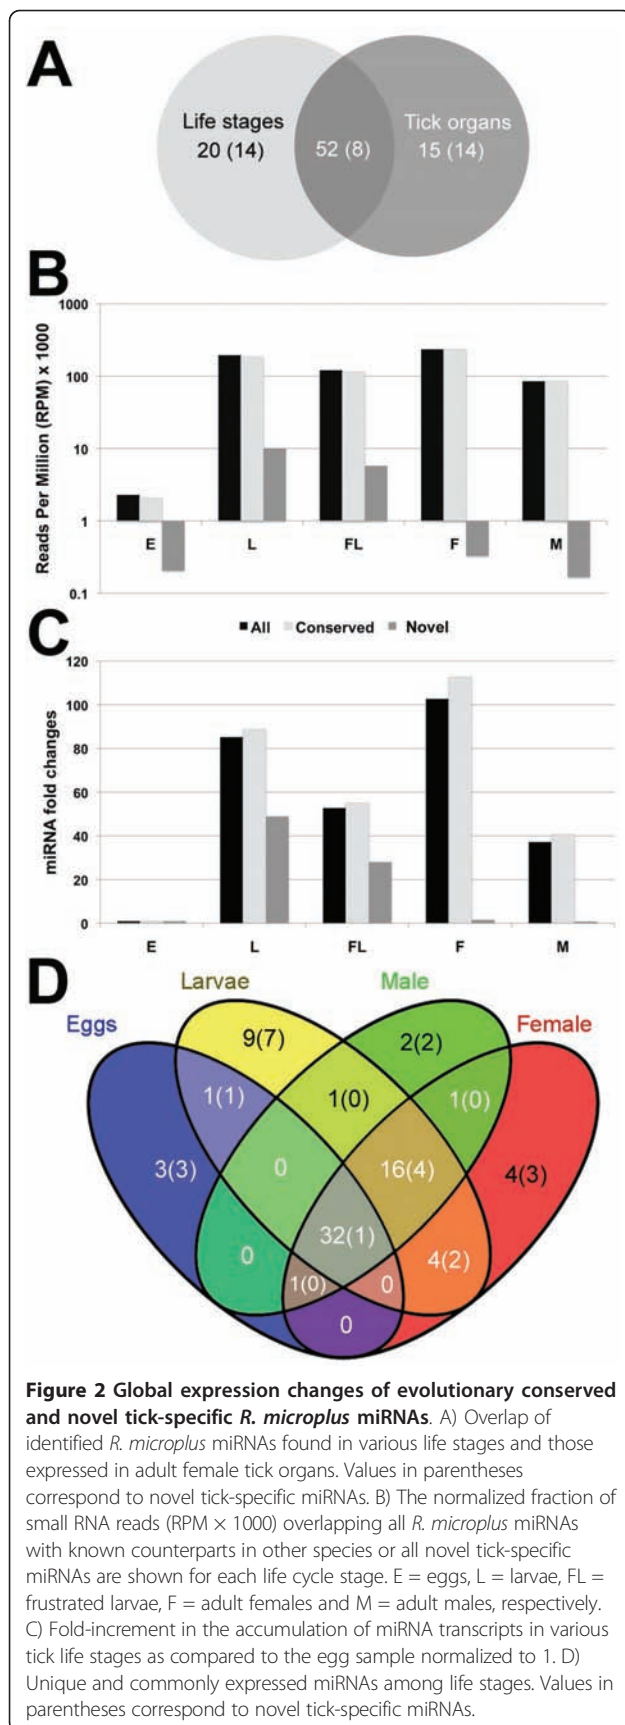 A
Life stages
20 (14)
52 (8)
Tick organs
15 (14)
B
Reads Per Million (RPM) x 1000
1000
100
10
1
0.1
E L FL F M
All Conserved Novel
C
miRNA fold changes
120
100
80
60
40
20
0
E L FL F M
D
Eggs
Larvae
Male
Female
9(7)
2(2)
1(1)
1(0)
1(0)
3(3)
0
16(4)
4(3)
32(1)
0
4(2)
1(0)
0
0
Figure 2 Global expression changes of evolutionary conserved
and novel tick-specific R. microplus miRNAs. A) Overlap of
identified R. microplus miRNAs found in various life stages and those
expressed in adult female tick organs. Values in parentheses
correspond to novel tick-specific miRNAs. B) The normalized fraction of
small RNA reads (RPM × 1000) overlapping all R. microplus miRNAs
with known counterparts in other species or all novel tick-specific
miRNAs are shown for each life cycle stage. E = eggs, L = larvae, FL =
frustrated larvae, F = adult females and M = adult males, respectively.
C) Fold-increment in the accumulation of miRNA transcripts in various
tick life stages as compared to the egg sample normalized to 1. D)
Unique and commonly expressed miRNAs among life stages. Values in
parentheses correspond to novel tick-specific miRNAs.